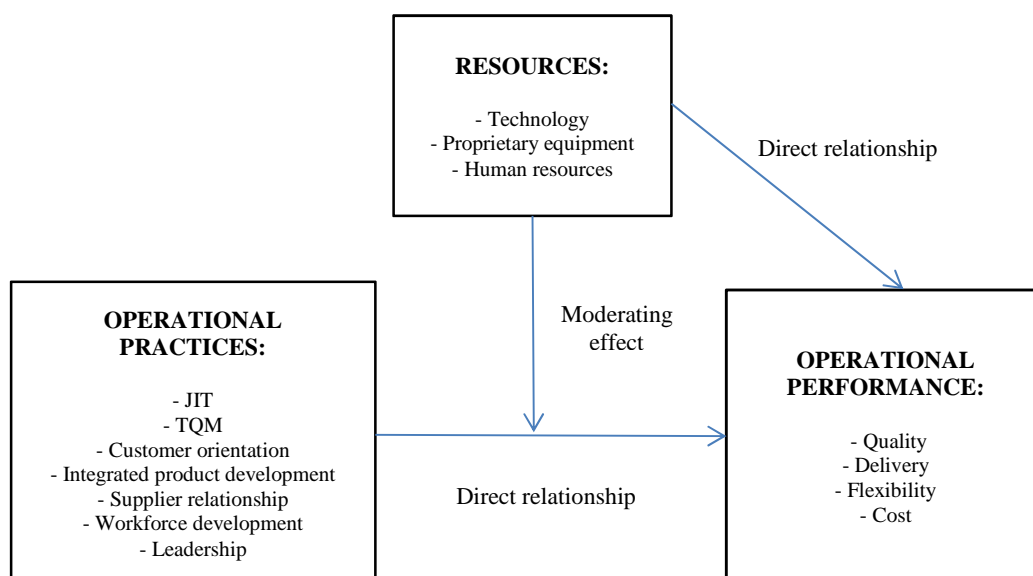 RESOURCES:
- Technology
- Proprietary equipment
- Human resources
Direct relationship
Moderating
effect
OPERATIONAL
PRACTICES:
- JIT
- TQM
- Customer orientation
- Integrated product development
- Supplier relationship
- Workforce development
- Leadership
Direct relationship
OPERATIONAL
PERFORMANCE:
- Quality
- Delivery
- Flexibility
- Cost